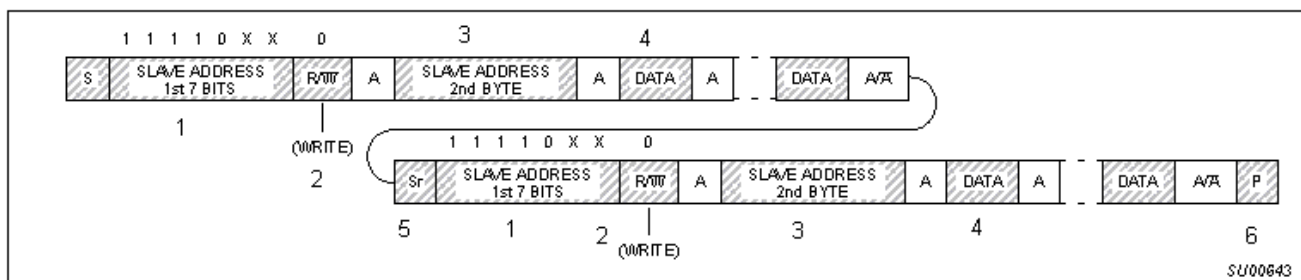 1 1 1 1 0 X X 0 3 4
S SLAVE ADDRESS 1st 7 BITS R/W̅ A SLAVE ADDRESS 2nd BYTE A DATA A DATA A/A̅
1
(WRITE)
2
1 1 1 1 0 X X 0
Sr SLAVE ADDRESS 1st 7 BITS R/W̅ A SLAVE ADDRESS 2nd BYTE A DATA A DATA A/A̅ P
5 1 2 (WRITE) 3 4 6
SU00643